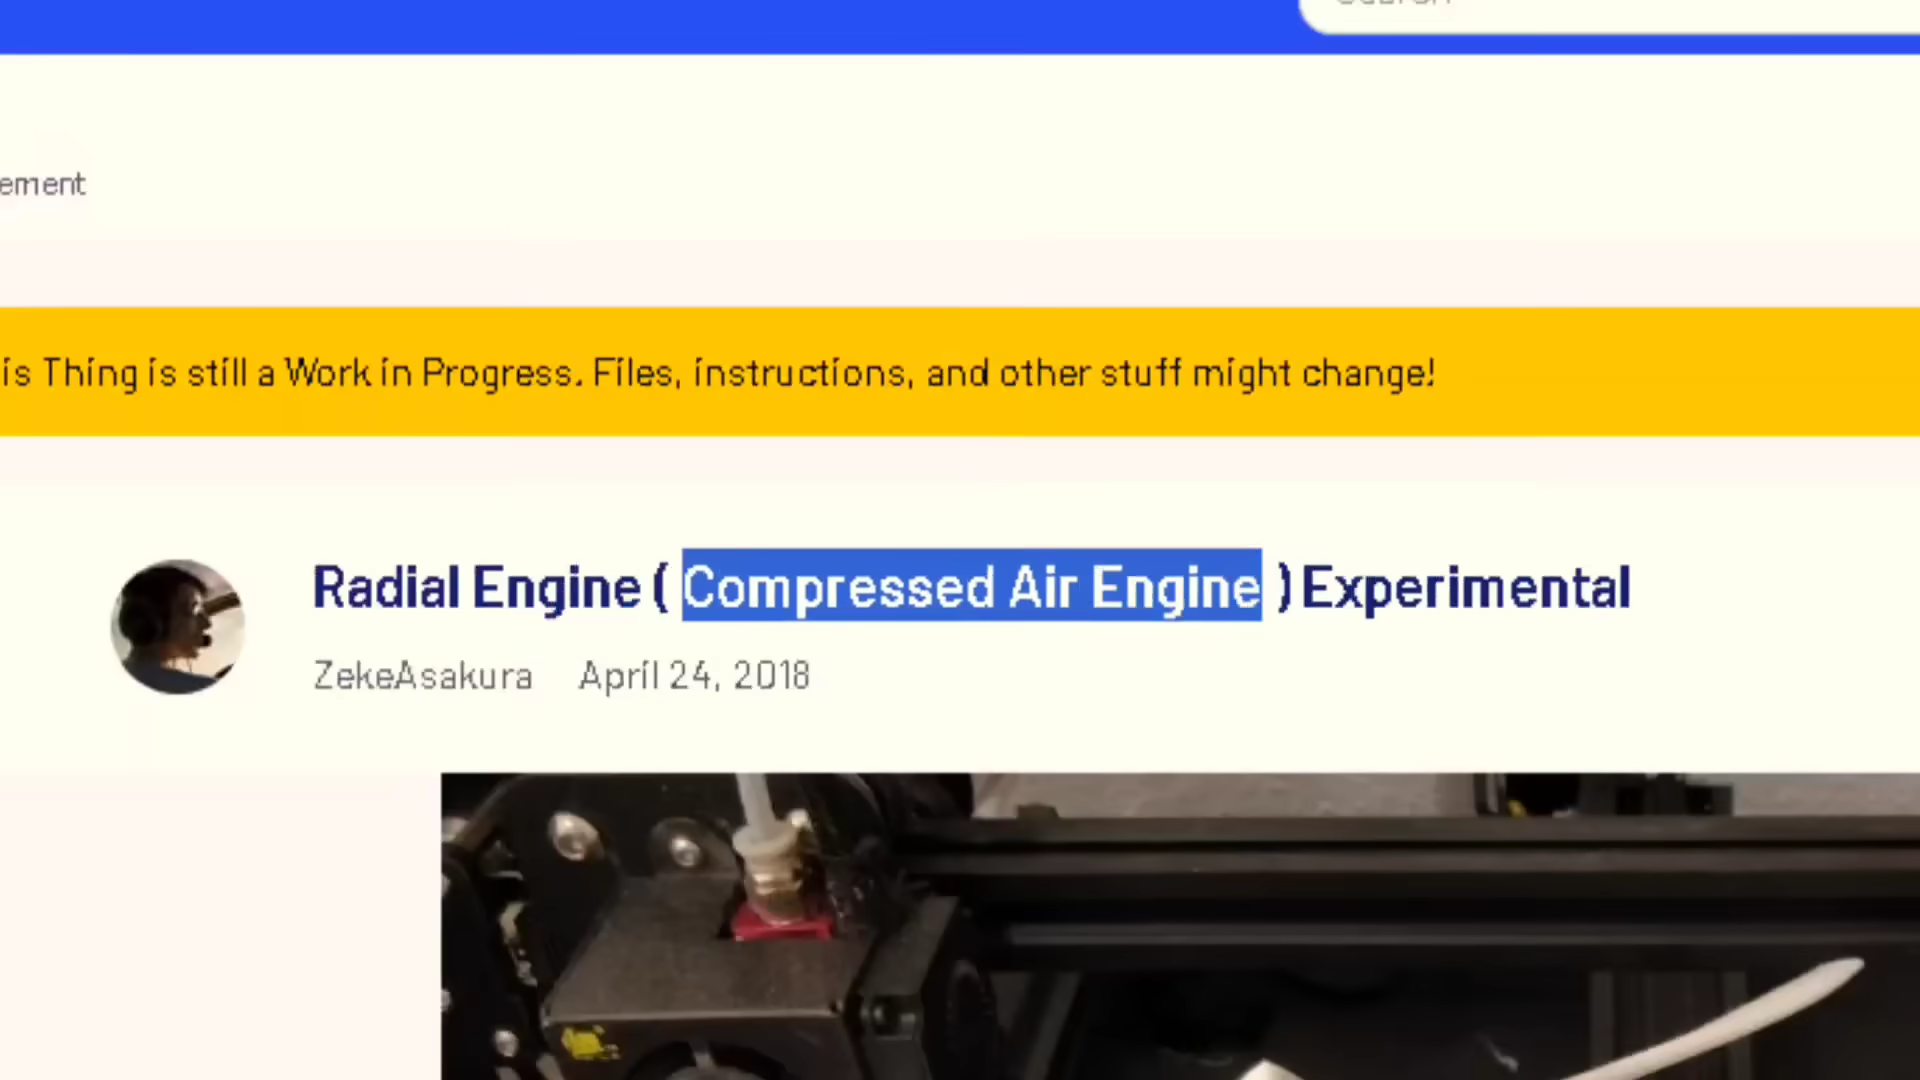 ement
is Thing is still a Work in Progress. Files, instructions, and other stuff might change!
Radial Engine ( Compressed Air Engine ) Experimental
ZekeAsakura April 24, 2018